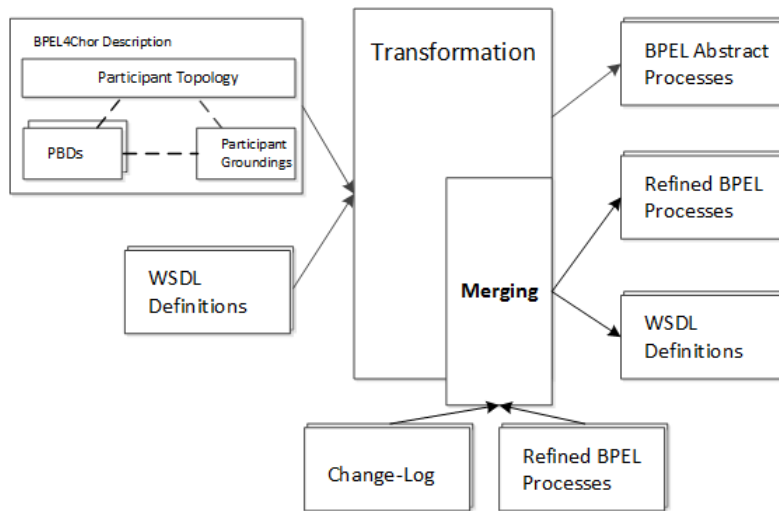 BPEL4Chor Description
Participant Topology
PBDs
Participant
Groundings
WSDL
Definitions
Transformation
Merging
BPEL Abstract
Processes
Refined BPEL
Processes
WSDL
Definitions
Change-Log
Refined BPEL
Processes